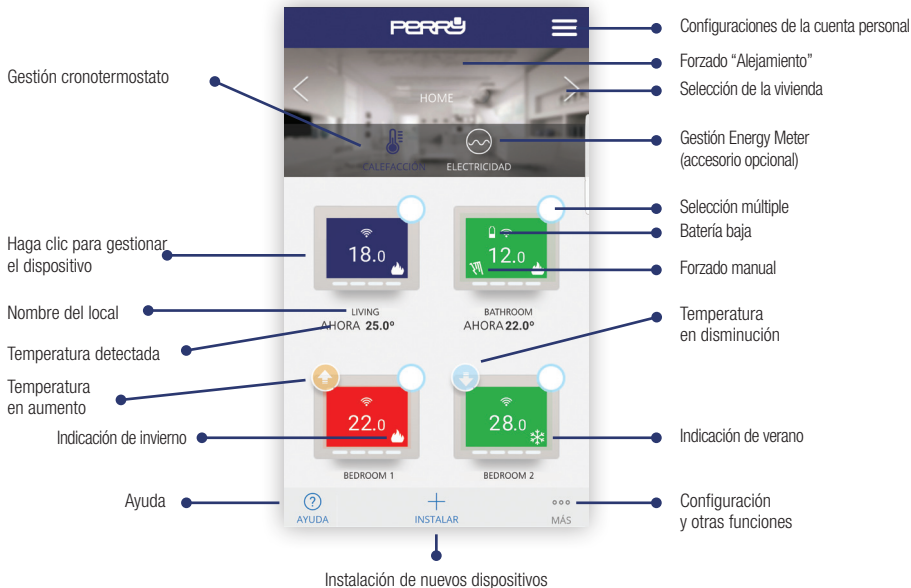 PERRY
Configuraciones de la cuenta personal
Forzado “Alejamiento”
Gestión cronotermostato
HOME
Selección de la vivienda
CALEFACCIÓN
ELECTRICIDAD
Gestión Energy Meter
(accesorio opcional)
Selección múltiple
Batería baja
Haga clic para gestionar
el dispositivo
18.0
12.0
Forzado manual
Nombre del local
LIVING
AHORA 25.0°
BATHROOM
AHORA 22.0°
Temperatura
en disminución
Temperatura detectada
Temperatura
en aumento
22.0
28.0
Indicación de invierno
Indicación de verano
BEDROOM 1
BEDROOM 2
Ayuda
?
AYUDA
INSTALAR
MÁS
Configuración
y otras funciones
Instalación de nuevos dispositivos